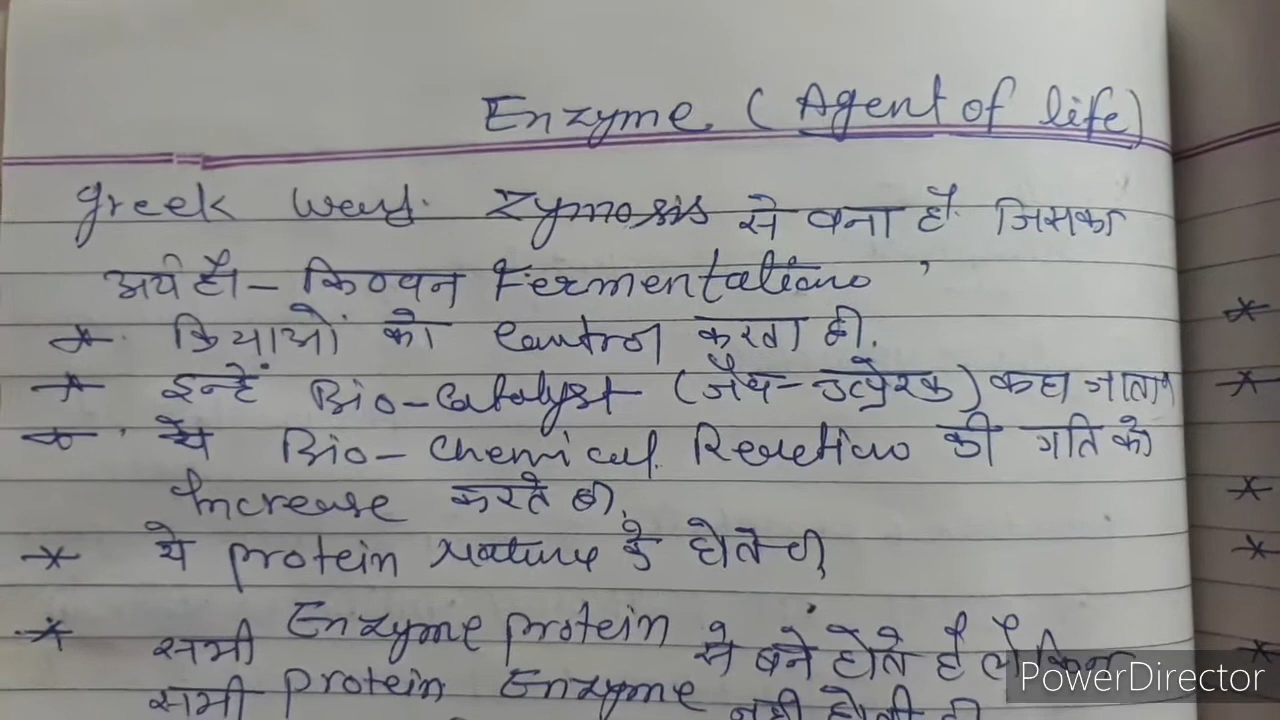 Enzyme (Agent of life)
Greek word. Zymosis से बना है. जिसका
अर्थ है - किण्वन Fermentation,
* क्रियाओं को Control करता है.
* इन्हें Bio-Catalyst (जैव-उत्प्रेरक) कहा जाता
* ये Bio-Chemical Reaction की गति को
Increase करते है.
* ये Protein Nature के होते है,
* सभी Enzyme protein से बने होते हैं लेकिन
सभी protein Enzyme नही होती है
PowerDirector